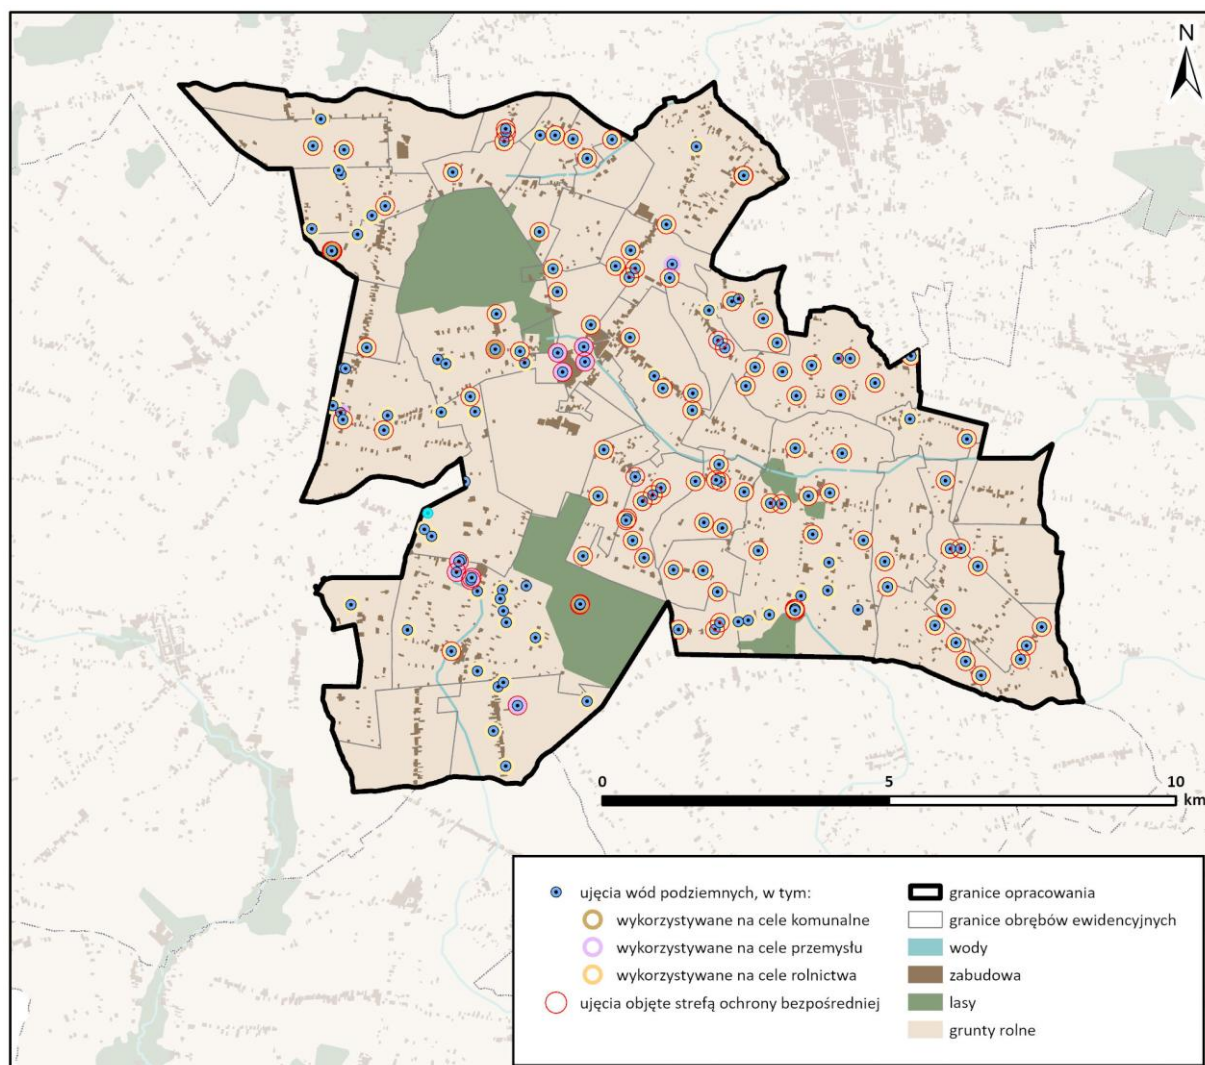 N
0 5 10
km
ujęcia wód podziemnych, w tym:
wykorzystywane na cele komunalne
wykorzystywane na cele przemysłu
wykorzystywane na cele rolnictwa
ujęcia objęte strefą ochrony bezpośredniej
granice opracowania
granice obrębów ewidencyjnych
wody
zabudowa
lasy
grunty rolne